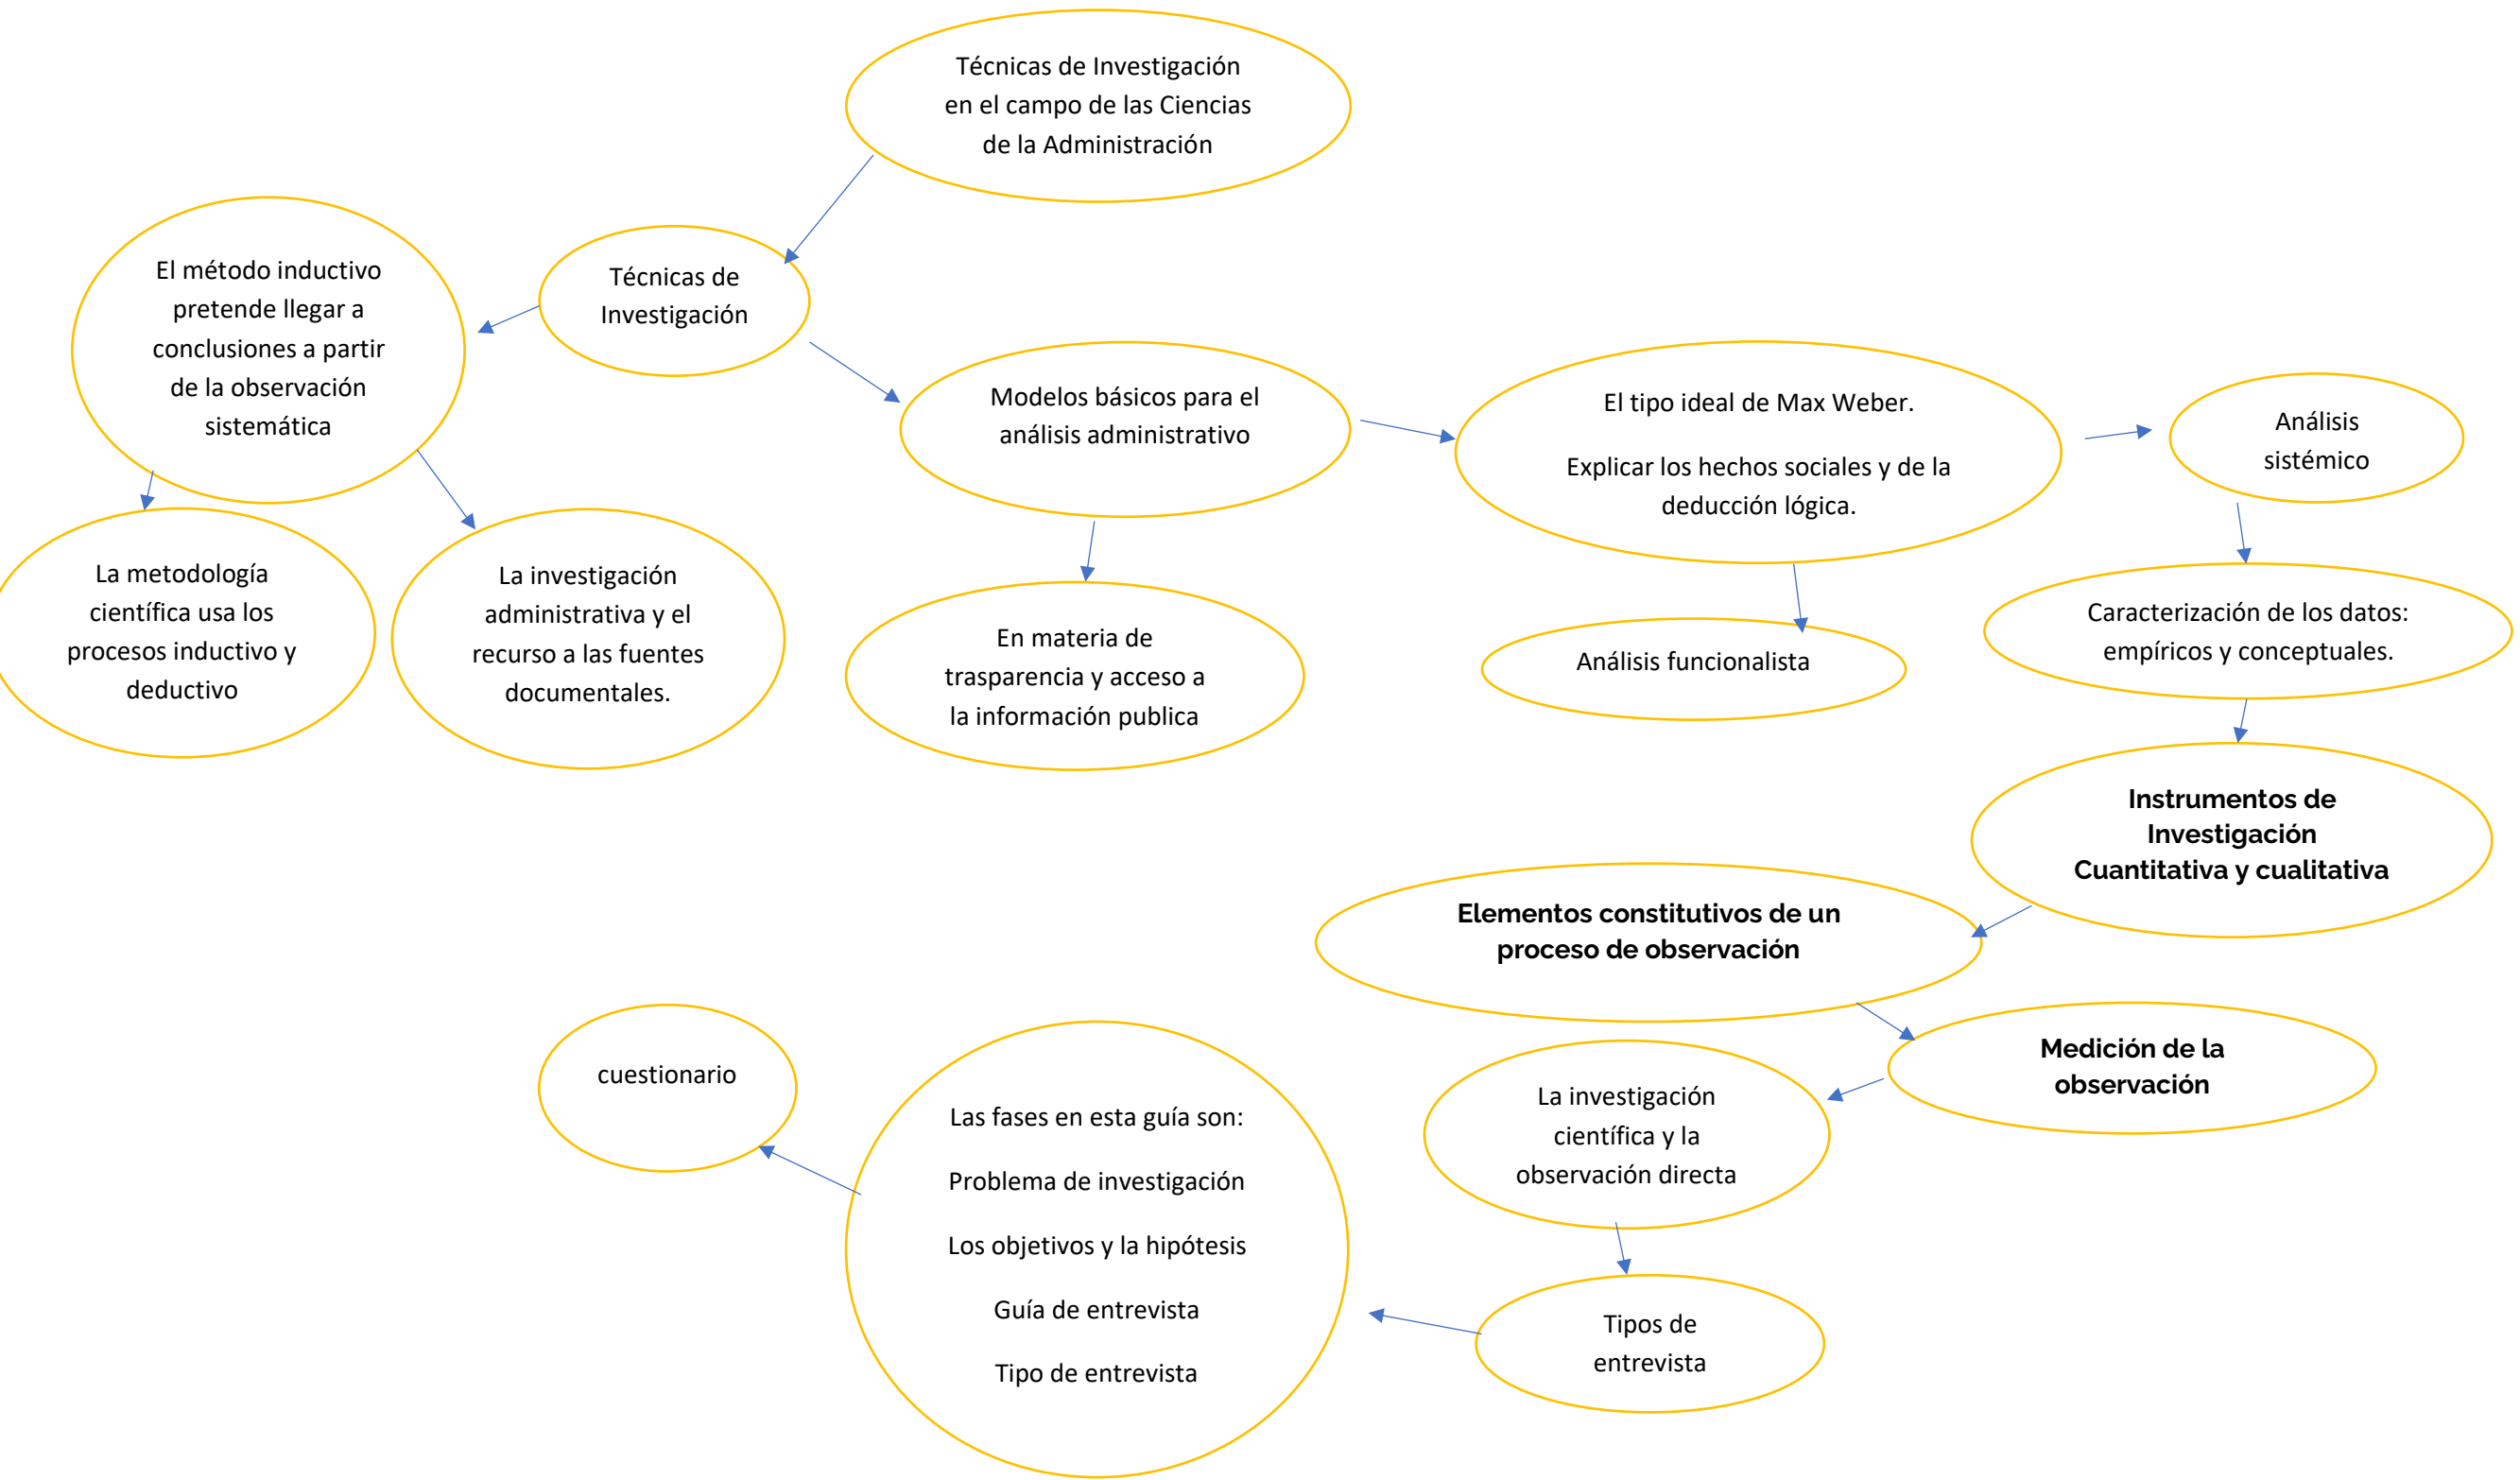 Técnicas de Investigación
en el campo de las Ciencias
de la Administración
El método inductivo
pretende llegar a
conclusiones a partir
de la observación
sistemática
Técnicas de
Investigación
Modelos básicos para el
análisis administrativo
El tipo ideal de Max Weber.
Explicar los hechos sociales y de la
deducción lógica.
Análisis
sistémico
La metodología
científica usa los
procesos inductivo y
deductivo
La investigación
administrativa y el
recurso a las fuentes
documentales.
En materia de
trasparencia y acceso a
la información publica
Análisis funcionalista
Caracterización de los datos:
empíricos y conceptuales.
Instrumentos de
Investigación
Cuantitativa y cualitativa
Elementos constitutivos de un
proceso de observación
Medición de la
observación
La investigación
científica y la
observación directa
Tipos de
entrevista
Las fases en esta guía son:
Problema de investigación
Los objetivos y la hipótesis
Guía de entrevista
Tipo de entrevista
cuestionario